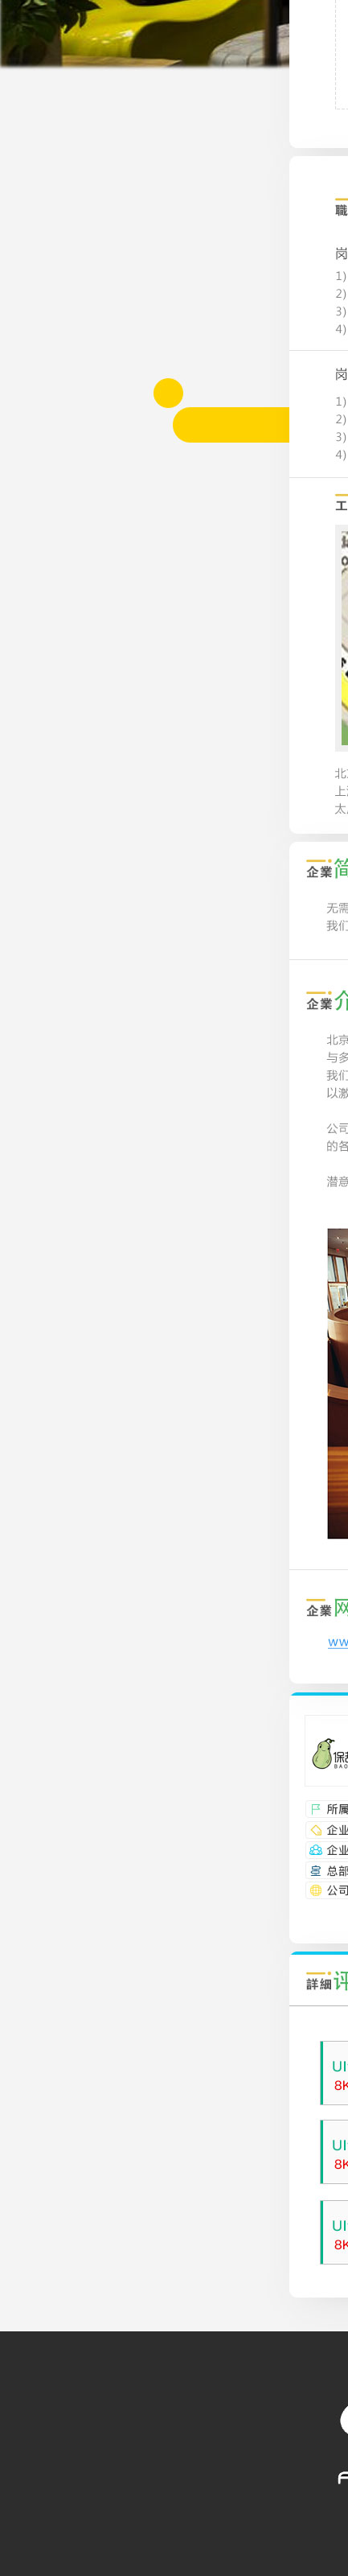 職
岗
1)
2)
3)
4)
岗
1)
2)
3)
4)
工
北
上
太
企業 简
无需
我们
企業 介
北京
与多
我们
以激
公司
的各
潜意
企業 网
ww
保
BAO
所属
企业
企业
总部
公司
詳細 评
UI
8K
UI
8K
UI
8K